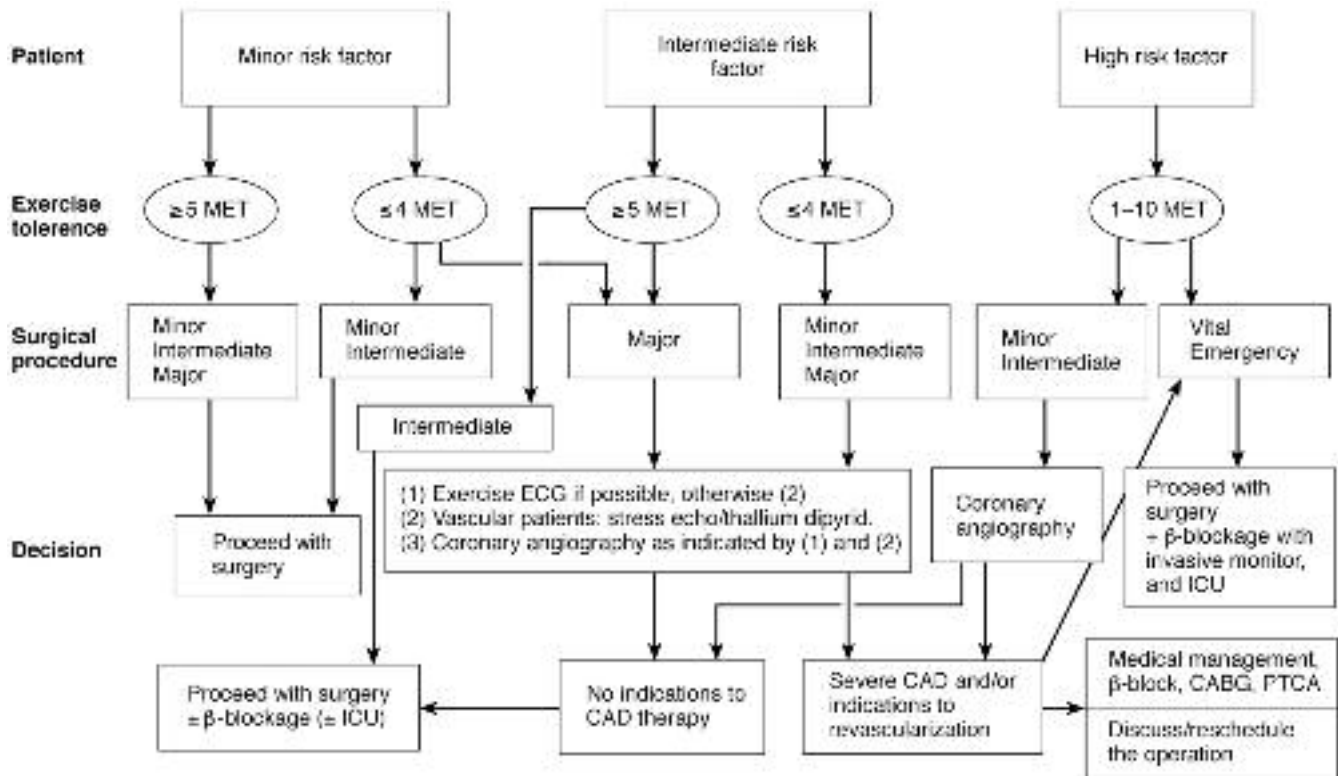 Patient
Minor risk factor
Intermediate risk
factor
High risk factor
Exercise
tolerence
≥5 MET
≤4 MET
≥5 MET
≤4 MET
1–10 MET
Surgical
procedure
Minor
Intermediate
Major
Minor
Intermediate
Major
Minor
Intermediate
Major
Minor
Intermediate
Vital
Emergency
Intermediate
Decision
Proceed with
surgery
(1) Exercise ECG if possible, otherwise (2)
(2) Vascular patients: stress echo/thallium dipyrid.
(3) Coronary angiography as indicated by (1) and (2)
Coronary
angiography
Proceed with
surgery
+ β-blockage with
invasive monitor,
and ICU
Proceed with surgery
± β-blockage (± ICU)
No indications to
CAD therapy
Severe CAD and/or
indications to
revascularization
Medical management,
β-block, CABG, PTCA
Discuss/reschedule
the operation